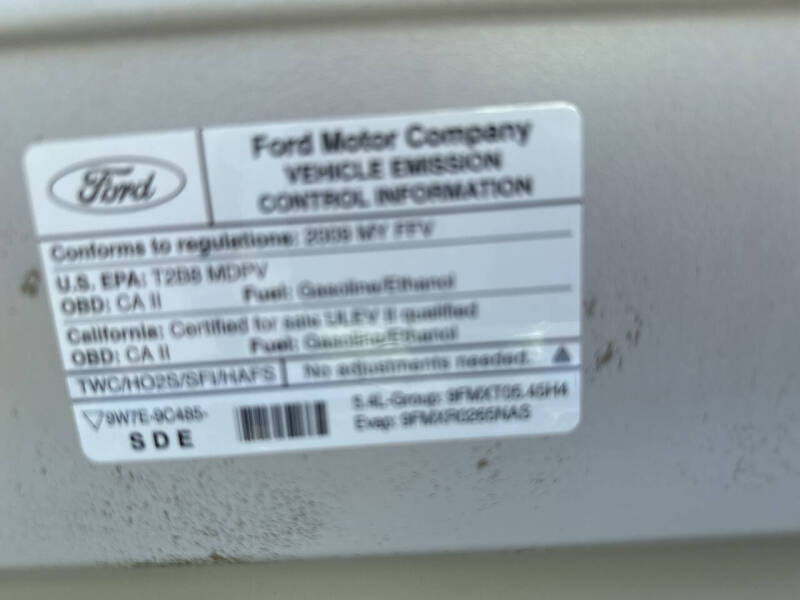 Ford
Ford Motor Company
VEHICLE EMISSION
CONTROL INFORMATION
Conforms to regulations: 2009 MY FFV
U.S. EPA: T2B8 MDPV
OBD: CA II Fuel: Gasoline/Ethanol
California: Certified for sale ULEV II qualified
OBD: CA II Fuel: Gasoline/Ethanol
TWC/HO2S/SFI/HAFS No adjustments needed.
9W7E-9C485-
SDE
5.4L-Group: 9FMXT05.45H4
Evap: 9FMXR0265NAS